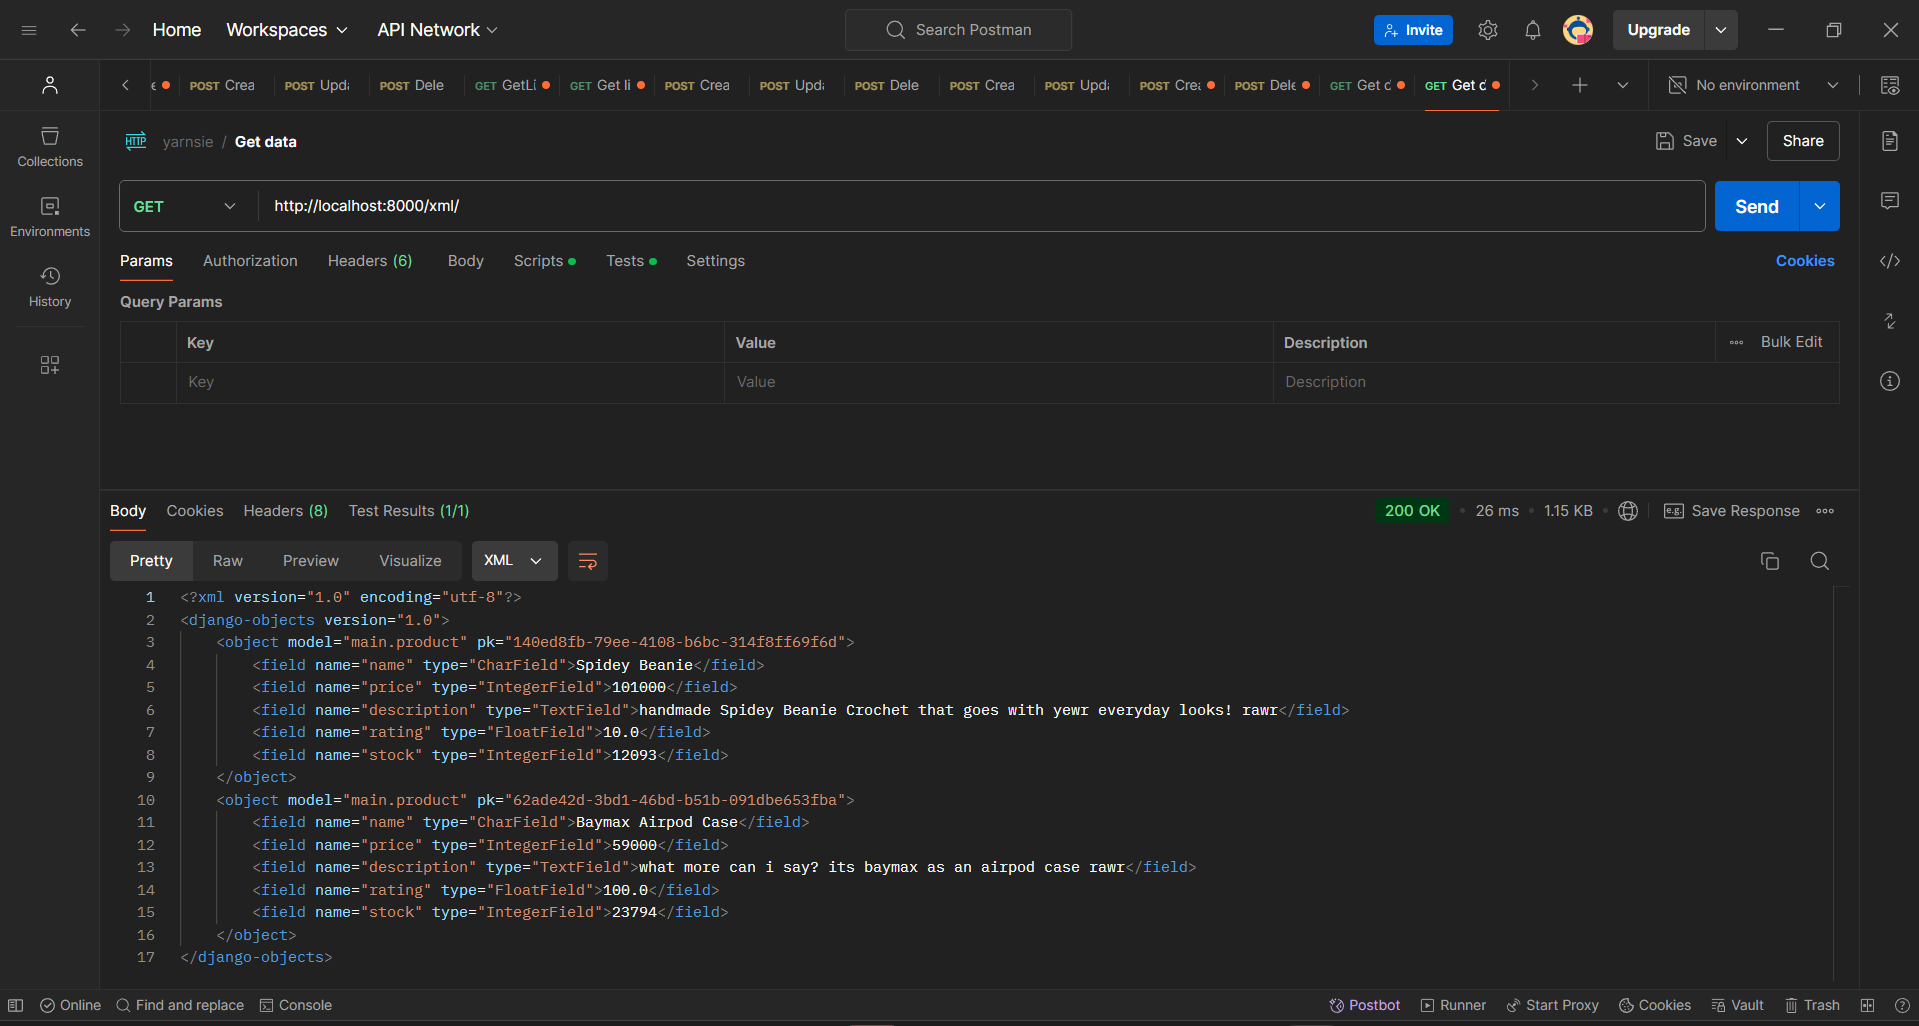 Home Workspaces API Network Search Postman Invite Upgrade
POST Crea POST Upda POST Dele GET GetLi GET Get li POST Crea POST Upda POST Dele POST Crea POST Upda POST Crea POST Dele GET Get d GET Get d No environment
HTTP yarnsie / Get data Save Share
Collections
GET http://localhost:8000/xml/ Send
Environments
Params Authorization Headers (6) Body Scripts Tests Settings Cookies
History
Query Params
Key Value Description Bulk Edit
Key Value Description
Body Cookies Headers (8) Test Results (1/1) 200 OK 26 ms 1.15 KB e.g. Save Response
Pretty Raw Preview Visualize XML
1 <?xml version="1.0" encoding="utf-8"?>
2 <django-objects version="1.0">
3 <object model="main.product" pk="140ed8fb-79ee-4108-b6bc-314f8ff69f6d">
4 <field name="name" type="CharField">Spidey Beanie</field>
5 <field name="price" type="IntegerField">101000</field>
6 <field name="description" type="TextField">handmade Spidey Beanie Crochet that goes with yewr everyday looks! rawr</field>
7 <field name="rating" type="FloatField">10.0</field>
8 <field name="stock" type="IntegerField">12093</field>
9 </object>
10 <object model="main.product" pk="62ade42d-3bd1-46bd-b51b-091dbe653fba">
11 <field name="name" type="CharField">Baymax Airpod Case</field>
12 <field name="price" type="IntegerField">59000</field>
13 <field name="description" type="TextField">what more can i say? its baymax as an airpod case rawr</field>
14 <field name="rating" type="FloatField">100.0</field>
15 <field name="stock" type="IntegerField">23794</field>
16 </object>
17 </django-objects>
Online Find and replace Console Postbot Runner Start Proxy Cookies Vault Trash